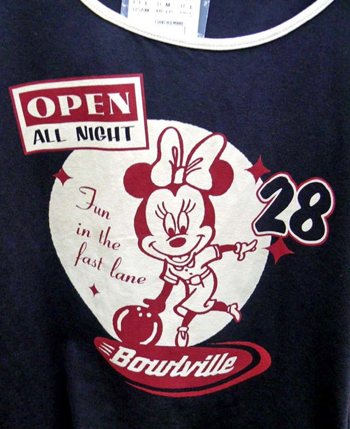 OPEN
ALL NIGHT
28
Fun
in the
fast lane
Bowlville